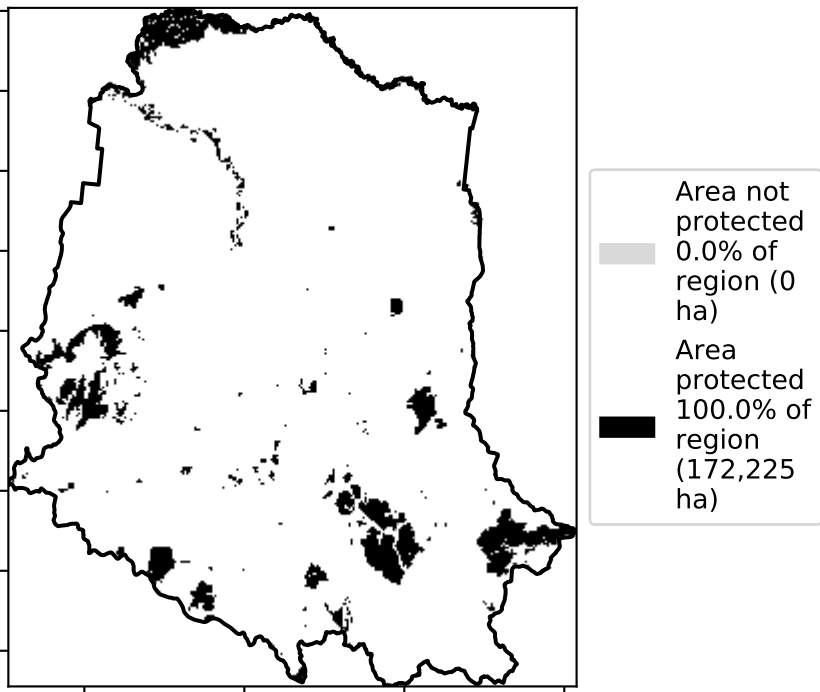 Area not
protected
0.0% of
region (0
ha)
Area
protected
100.0% of
region
(172,225
ha)